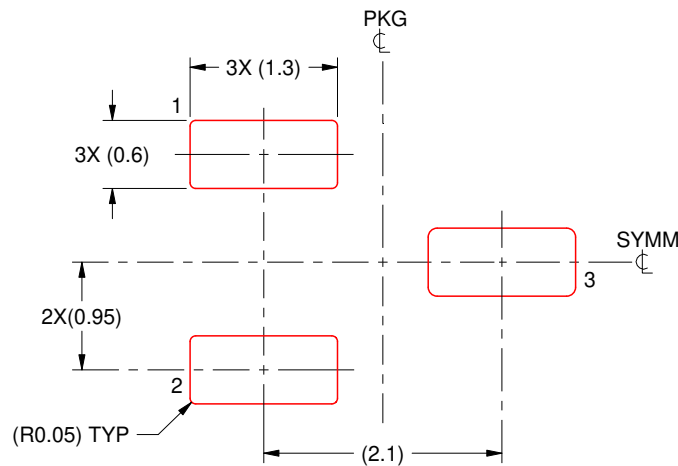 PKG
℄
3X (1.3)
1
3X (0.6)
SYMM
℄
3
2X(0.95)
2
(R0.05) TYP
(2.1)